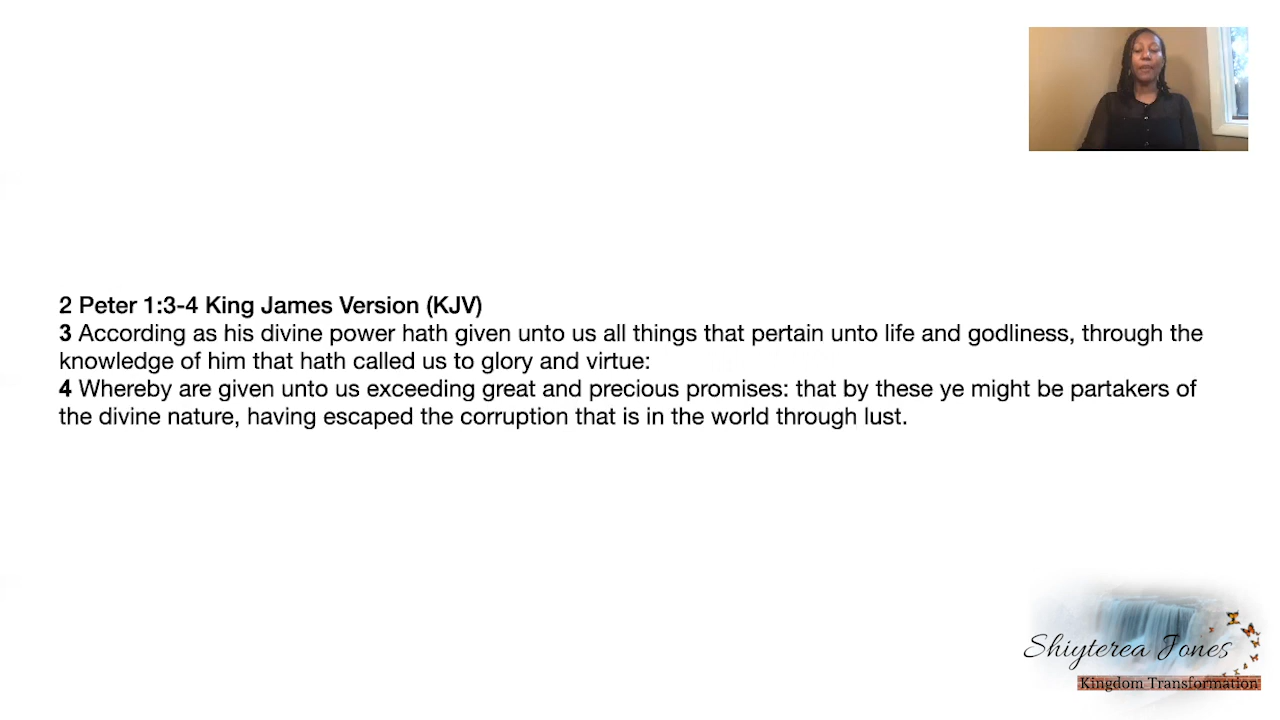 2 Peter 1:3-4 King James Version (KJV)
3 According as his divine power hath given unto us all things that pertain unto life and godliness, through the
knowledge of him that hath called us to glory and virtue:
4 Whereby are given unto us exceeding great and precious promises: that by these ye might be partakers of
the divine nature, having escaped the corruption that is in the world through lust.
Shiyterea Jones
Kingdom Transformation